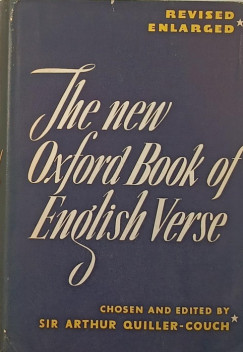 REVISED
ENLARGED
The new
Oxford Book of
English Verse
CHOSEN AND EDITED BY
SIR ARTHUR QUILLER-COUCH